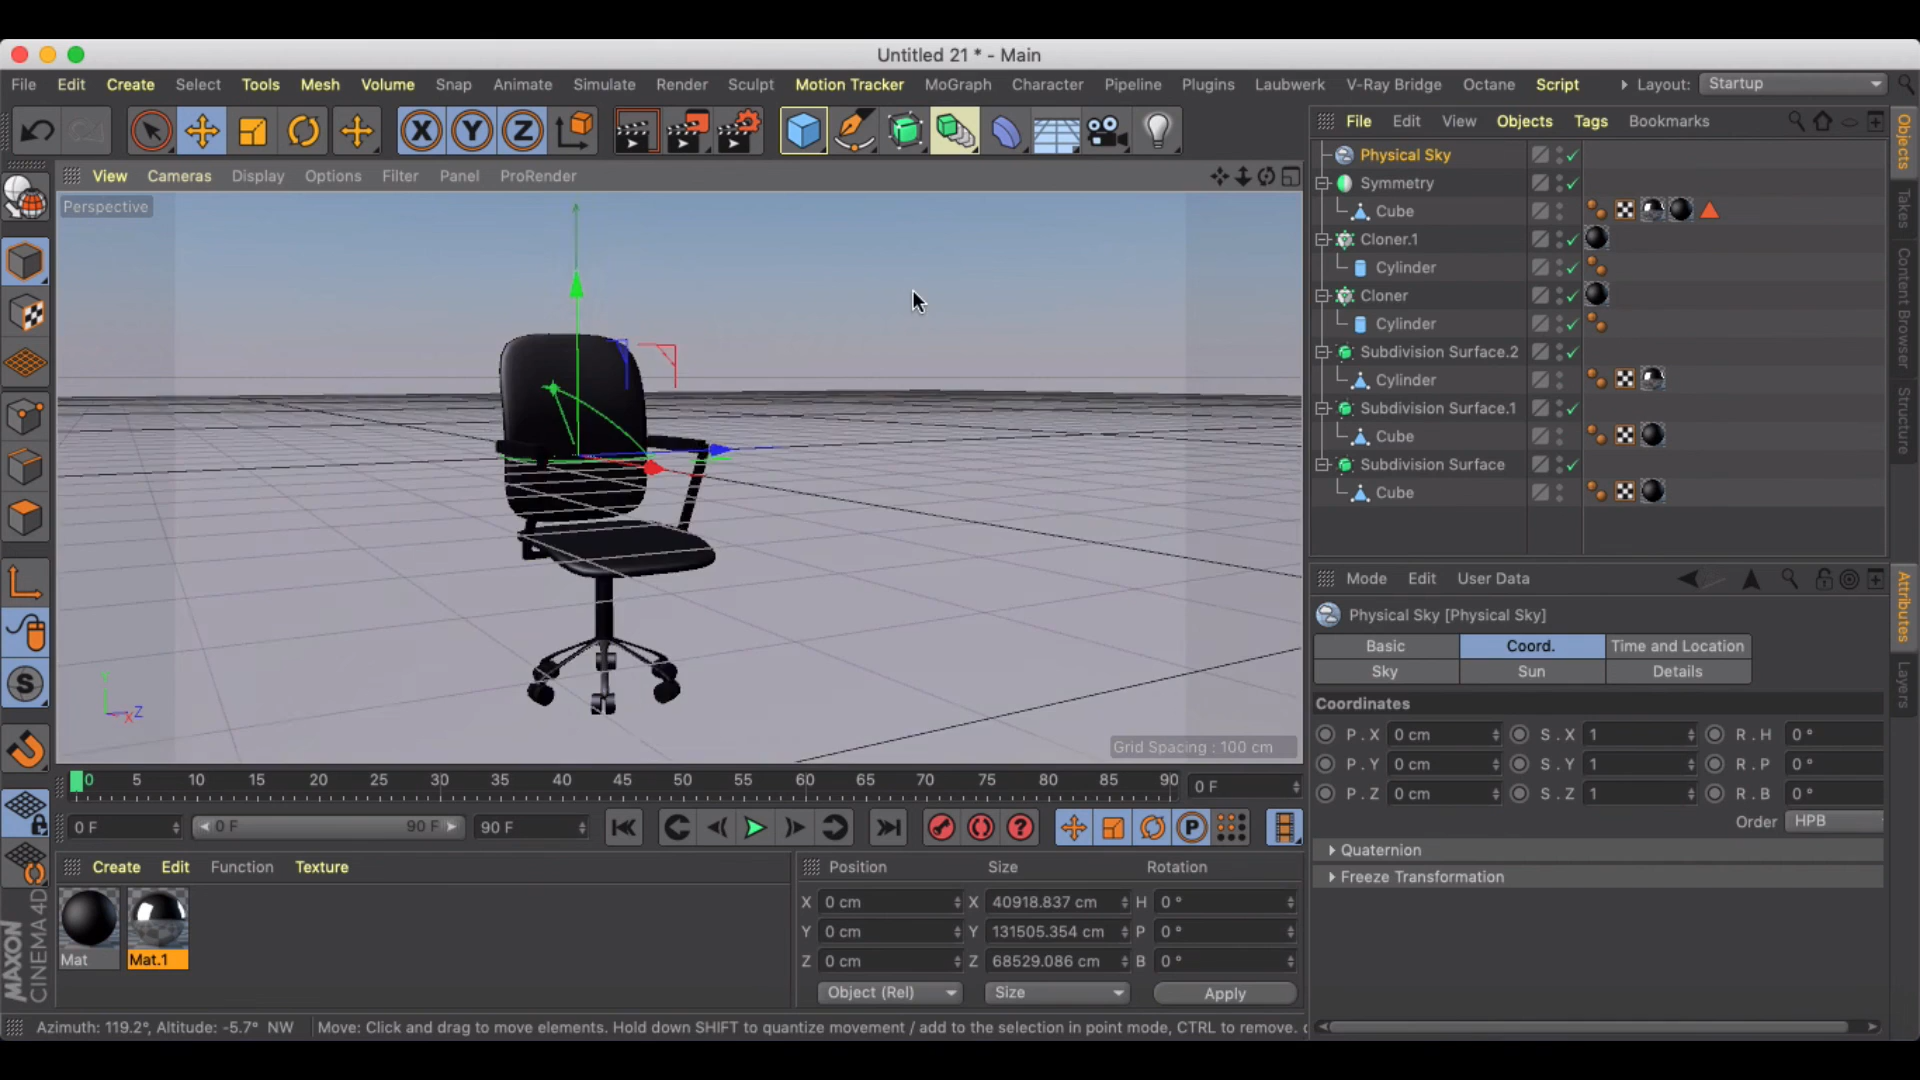 Untitled 21 * - Main
File Edit Create Select Tools Mesh Volume Snap Animate Simulate Render Sculpt Motion Tracker MoGraph Character Pipeline Plugins Laubwerk V-Ray Bridge Octane Script Layout: Startup
X Y Z
File Edit View Objects Tags Bookmarks
View Cameras Display Options Filter Panel ProRender
Perspective
Physical Sky
Symmetry
Cube
Cloner.1
Cylinder
Cloner
Cylinder
Subdivision Surface.2
Cylinder
Subdivision Surface.1
Cube
Subdivision Surface
Cube
Objects
Takes
Content Browser
Structure
Y
X Z
Grid Spacing : 100 cm
S
Mode Edit User Data
Attributes
Layers
Physical Sky [Physical Sky]
Basic Coord. Time and Location
Sky Sun Details
Coordinates
P . X 0 cm S . X 1 R . H 0 °
P . Y 0 cm S . Y 1 R . P 0 °
P . Z 0 cm S . Z 1 R . B 0 °
Order HPB
Quaternion
Freeze Transformation
0 5 10 15 20 25 30 35 40 45 50 55 60 65 70 75 80 85 90 0 F
0 F 0 F 90 F 90 F ? P
Create Edit Function Texture
Mat Mat.1
Position Size Rotation
X 0 cm X 40918.837 cm H 0 °
Y 0 cm Y 131505.354 cm P 0 °
Z 0 cm Z 68529.086 cm B 0 °
Object (Rel) Size Apply
MAXON
CINEMA 4D
Azimuth: 119.2°, Altitude: -5.7° NW Move: Click and drag to move elements. Hold down SHIFT to quantize movement / add to the selection in point mode, CTRL to remove.